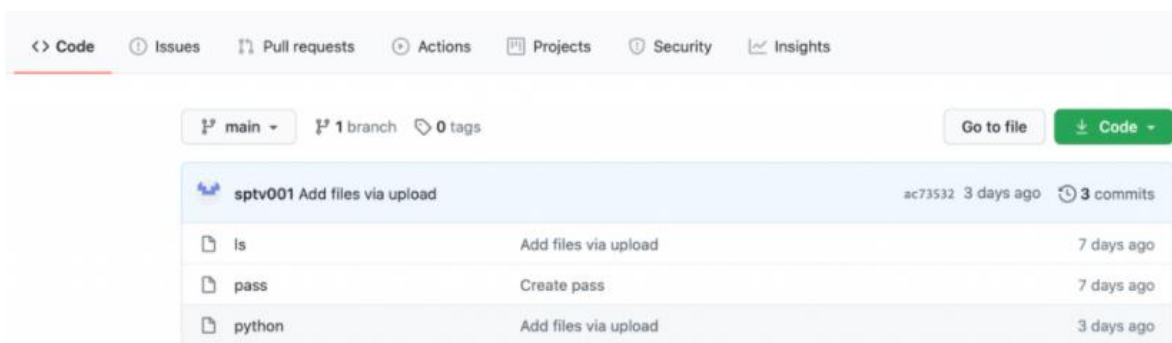 <> Code Issues Pull requests Actions Projects Security Insights
main 1 branch 0 tags Go to file Code
sptv001 Add files via upload ac73532 3 days ago 3 commits
ls Add files via upload 7 days ago
pass Create pass 7 days ago
python Add files via upload 3 days ago